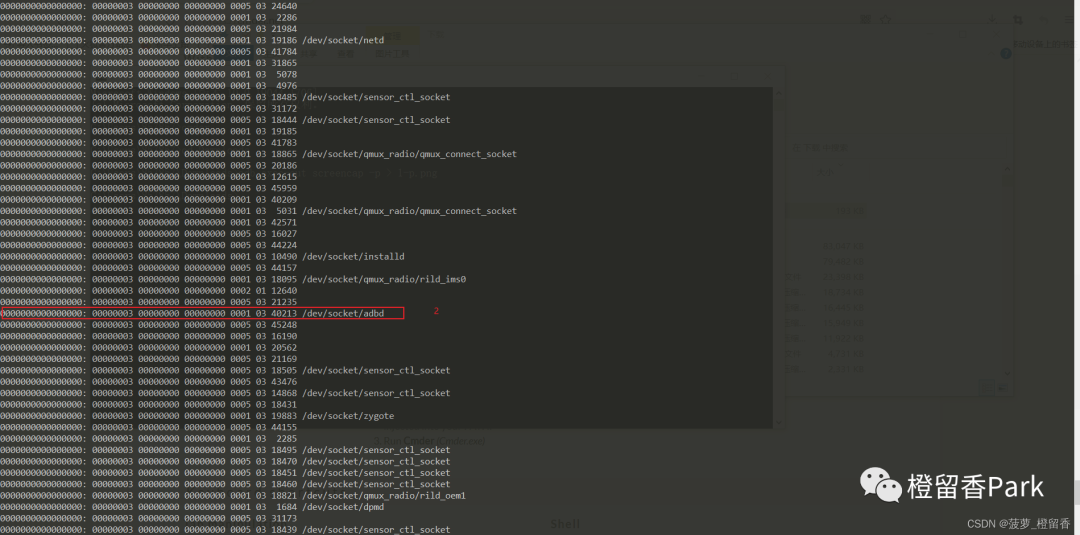 0000000000000000: 00000003 00000000 00000000 0005 03 24640
0000000000000000: 00000003 00000000 00000000 0001 03  2286
0000000000000000: 00000003 00000000 00000000 0005 03 21984
0000000000000000: 00000003 00000000 00000000 0001 03 19186 /dev/socket/netd
0000000000000000: 00000003 00000000 00000000 0005 03 41784
0000000000000000: 00000003 00000000 00000000 0001 03 31865
0000000000000000: 00000003 00000000 00000000 0001 03  5078
0000000000000000: 00000003 00000000 00000000 0001 03  4976
0000000000000000: 00000003 00000000 00000000 0005 03 18485 /dev/socket/sensor_ctl_socket
0000000000000000: 00000003 00000000 00000000 0005 03 31172
0000000000000000: 00000003 00000000 00000000 0005 03 18444 /dev/socket/sensor_ctl_socket
0000000000000000: 00000003 00000000 00000000 0001 03 19185
0000000000000000: 00000003 00000000 00000000 0005 03 41783
0000000000000000: 00000003 00000000 00000000 0001 03 18865 /dev/socket/qmux_radio/qmux_connect_socket
0000000000000000: 00000003 00000000 00000000 0005 03 20186
0000000000000000: 00000003 00000000 00000000 0001 03 12615
0000000000000000: 00000003 00000000 00000000 0005 03 45959
0000000000000000: 00000003 00000000 00000000 0001 03 40209
0000000000000000: 00000003 00000000 00000000 0001 03  5031 /dev/socket/qmux_radio/qmux_connect_socket
0000000000000000: 00000003 00000000 00000000 0001 03 42571
0000000000000000: 00000003 00000000 00000000 0005 03 16027
0000000000000000: 00000003 00000000 00000000 0005 03 44224
0000000000000000: 00000003 00000000 00000000 0001 03 10490 /dev/socket/installd
0000000000000000: 00000003 00000000 00000000 0005 03 44157
0000000000000000: 00000003 00000000 00000000 0001 03 18095 /dev/socket/qmux_radio/rild_ims0
0000000000000000: 00000003 00000000 00000000 0002 01 12640
0000000000000000: 00000003 00000000 00000000 0005 03 21235
0000000000000000: 00000003 00000000 00000000 0001 03 40213 /dev/socket/adbd 2
0000000000000000: 00000003 00000000 00000000 0005 03 45248
0000000000000000: 00000003 00000000 00000000 0005 03 16190
0000000000000000: 00000003 00000000 00000000 0001 03 20562
0000000000000000: 00000003 00000000 00000000 0005 03 21169
0000000000000000: 00000003 00000000 00000000 0005 03 18505 /dev/socket/sensor_ctl_socket
0000000000000000: 00000003 00000000 00000000 0005 03 43476
0000000000000000: 00000003 00000000 00000000 0005 03 14868 /dev/socket/sensor_ctl_socket
0000000000000000: 00000003 00000000 00000000 0005 03 18431
0000000000000000: 00000003 00000000 00000000 0001 03 19883 /dev/socket/zygote
0000000000000000: 00000003 00000000 00000000 0005 03 44155
0000000000000000: 00000003 00000000 00000000 0001 03  2285
0000000000000000: 00000003 00000000 00000000 0005 03 18495 /dev/socket/sensor_ctl_socket
0000000000000000: 00000003 00000000 00000000 0005 03 18470 /dev/socket/sensor_ctl_socket
0000000000000000: 00000003 00000000 00000000 0005 03 18451 /dev/socket/sensor_ctl_socket
0000000000000000: 00000003 00000000 00000000 0005 03 18460 /dev/socket/sensor_ctl_socket
0000000000000000: 00000003 00000000 00000000 0001 03 18821 /dev/socket/qmux_radio/rild_oem1
0000000000000000: 00000003 00000000 00000000 0001 03  1684 /dev/socket/dpmd
0000000000000000: 00000003 00000000 00000000 0005 03 31173
0000000000000000: 00000003 00000000 00000000 0005 03 18439 /dev/socket/sensor_ctl_socket
Shell
橙留香Park
CSDN @菠萝_橙留香